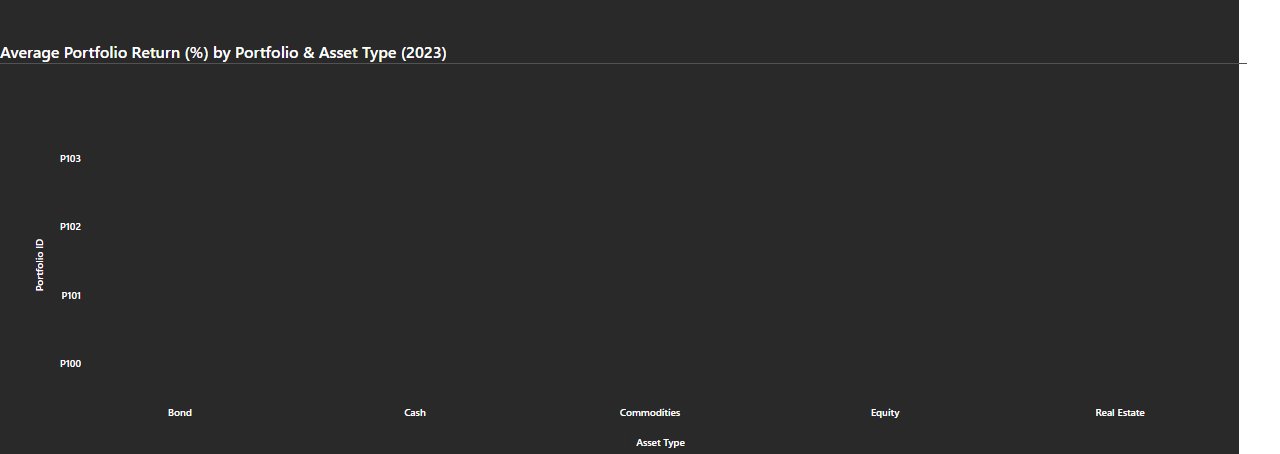 Average Portfolio Return (%) by Portfolio & Asset Type (2023)
P103
P102
Portfolio ID
P101
P100
Bond Cash Commodities Equity Real Estate
Asset Type